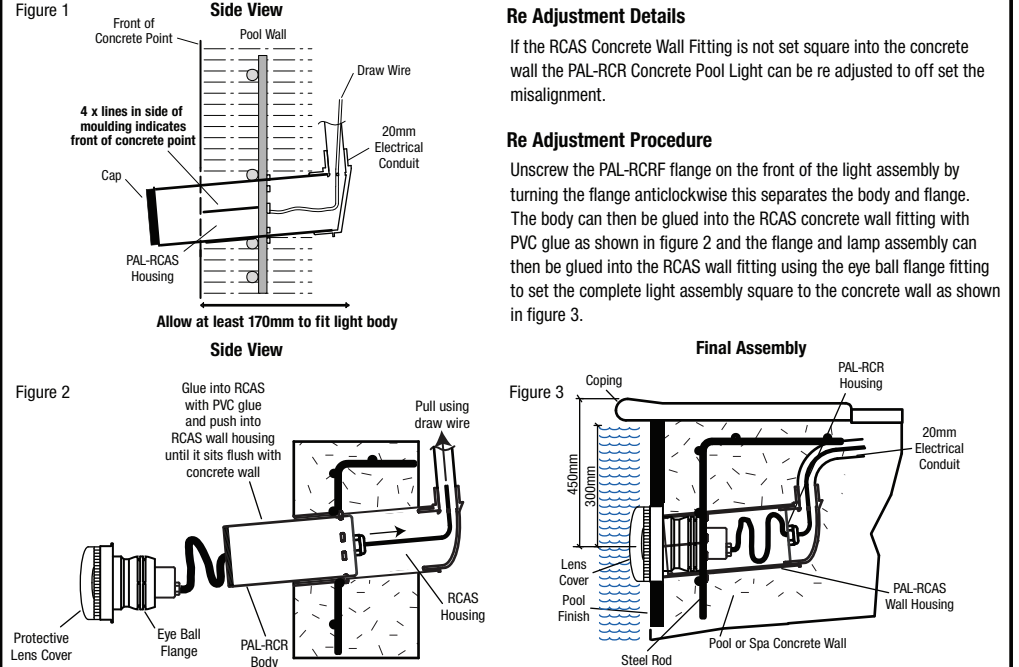 Figure 1
Side View
Front of
Concrete Point
Pool Wall
Draw Wire
4 x lines in side of
moulding indicates
front of concrete point
20mm
Electrical
Conduit
Cap
PAL-RCAS
Housing
Allow at least 170mm to fit light body
Re Adjustment Details
If the RCAS Concrete Wall Fitting is not set square into the concrete
wall the PAL-RCR Concrete Pool Light can be re adjusted to off set the
misalignment.
Re Adjustment Procedure
Unscrew the PAL-RCRF flange on the front of the light assembly by
turning the flange anticlockwise this separates the body and flange.
The body can then be glued into the RCAS concrete wall fitting with
PVC glue as shown in figure 2 and the flange and lamp assembly can
then be glued into the RCAS wall fitting using the eye ball flange fitting
to set the complete light assembly square to the concrete wall as shown
in figure 3.
Side View
Figure 2
Glue into RCAS
with PVC glue
and push into
RCAS wall housing
until it sits flush with
concrete wall
Pull using
draw wire
RCAS
Housing
Protective
Lens Cover
Eye Ball
Flange
PAL-RCR
Body
Final Assembly
Figure 3
Coping
PAL-RCR
Housing
20mm
Electrical
Conduit
450mm
300mm
Lens
Cover
Pool
Finish
PAL-RCAS
Wall Housing
Pool or Spa Concrete Wall
Steel Rod